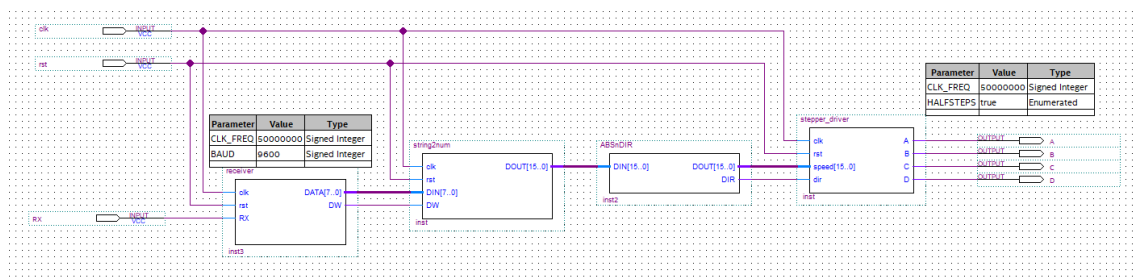 clk
INPUT
VCC
rst
INPUT
VCC
RX
INPUT
VCC
Parameter Value Type
CLK_FREQ 50000000 Signed Integer
BAUD 9600 Signed Integer
receiver
clk
rst
RX
DATA[7..0]
DW
inst3
string2num
clk
rst
DIN[7..0]
DW
DOUT[15..0]
inst
ABSnDIR
DIN[15..0]
DOUT[15..0]
DIR
inst2
Parameter Value Type
CLK_FREQ 50000000 Signed Integer
HALFSTEPS true Enumerated
stepper_driver
clk
rst
speed[15..0]
dir
A
B
C
D
inst
OUTPUT
A
OUTPUT
B
OUTPUT
C
OUTPUT
D